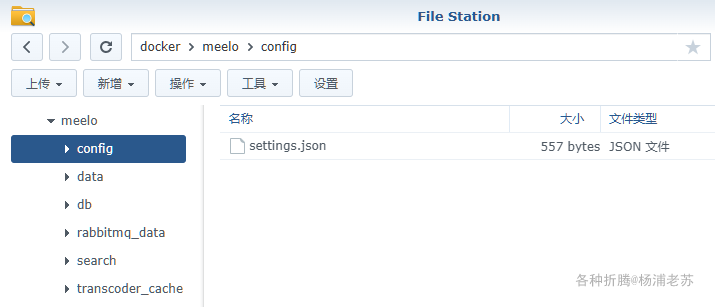 File Station
docker meelo config
上传 新增 操作 工具 设置
meelo
config
data
db
rabbitmq_data
search
transcoder_cache
名称 大小 文件类型
settings.json 557 bytes JSON 文件
各种折腾@杨浦老苏